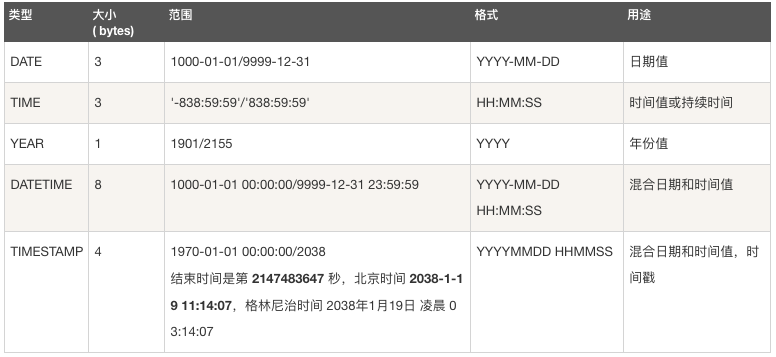 类型 大小 范围 格式 用途
( bytes)
DATE 3 1000-01-01/9999-12-31 YYYY-MM-DD 日期值
TIME 3 '-838:59:59'/'838:59:59' HH:MM:SS 时间值或持续时间
YEAR 1 1901/2155 YYYY 年份值
DATETIME 8 1000-01-01 00:00:00/9999-12-31 23:59:59 YYYY-MM-DD 混合日期和时间值
HH:MM:SS
TIMESTAMP 4 1970-01-01 00:00:00/2038 YYYYMMDD HHMMSS 混合日期和时间值，时
结束时间是第 2147483647 秒，北京时间 2038-1-1 间戳
9 11:14:07，格林尼治时间 2038年1月19日 凌晨 0
3:14:07